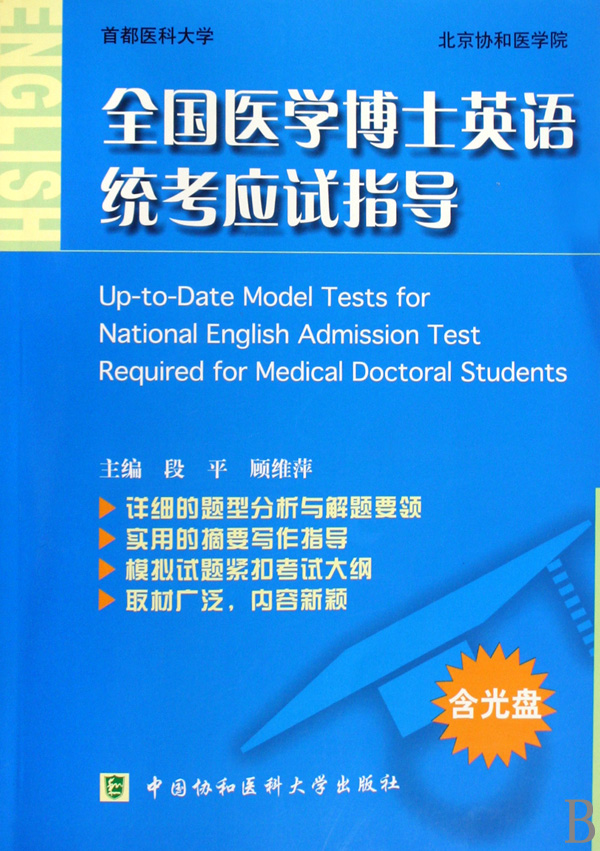 ENGLISH
首都医科大学
北京协和医学院
全国医学博士英语
统考应试指导
Up-to-Date Model Tests for
National English Admission Test
Required for Medical Doctoral Students
主编 段 平 顾维萍
详细的题型分析与解题要领
实用的摘要写作指导
模拟试题紧扣考试大纲
取材广泛，内容新颖
含光盘
中国协和医科大学出版社
B